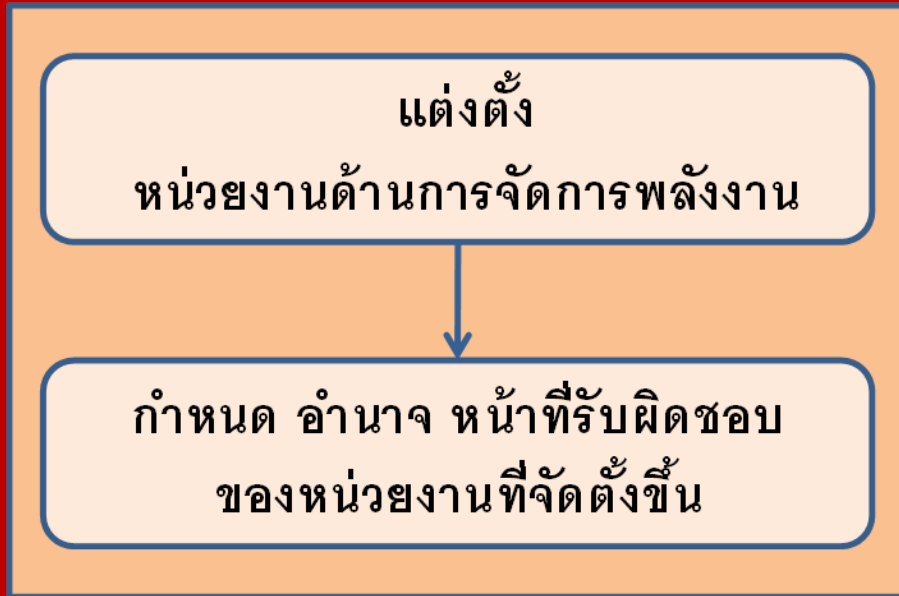 แต่งตั้ง
หน่วยงานด้านการจัดการพลังงาน
กำหนด อำนาจ หน้าที่รับผิดชอบ
ของหน่วยงานที่จัดตั้งขึ้น